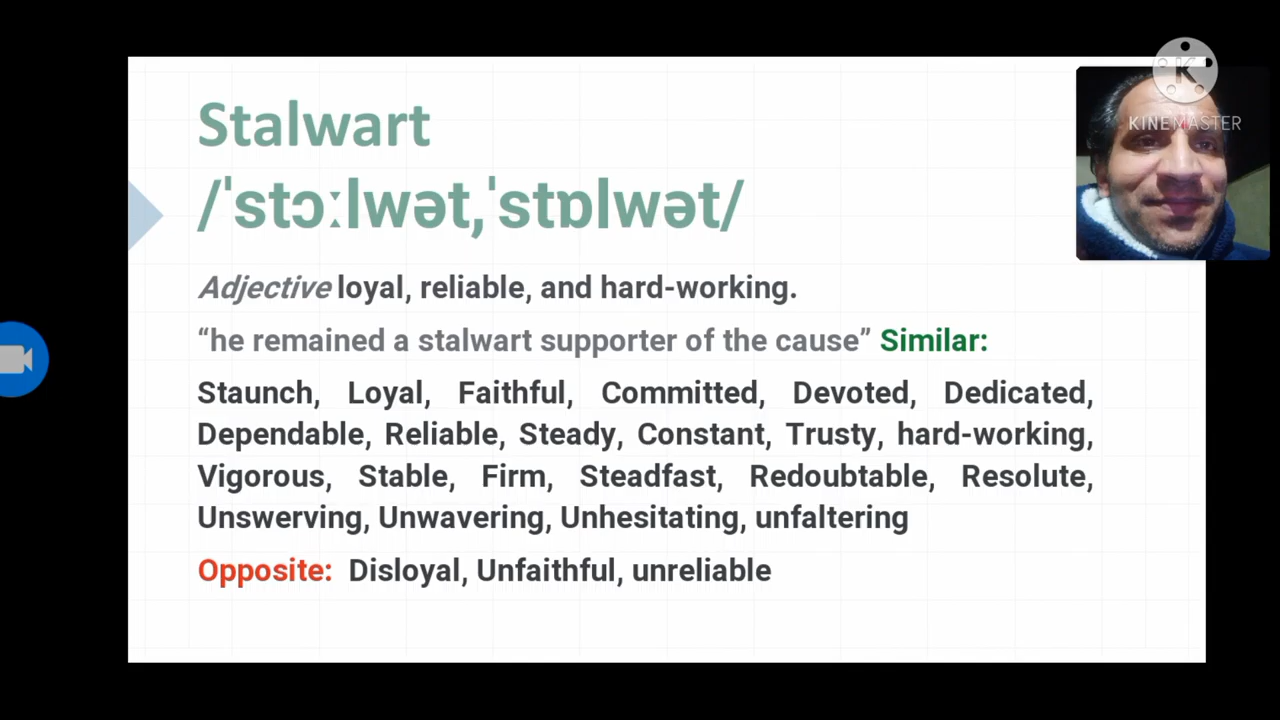 Stalwart
/ˈstɔːlwət,ˈstɒlwət/
Adjective loyal, reliable, and hard-working.
“he remained a stalwart supporter of the cause” Similar:
Staunch, Loyal, Faithful, Committed, Devoted, Dedicated,
Dependable, Reliable, Steady, Constant, Trusty, hard-working,
Vigorous, Stable, Firm, Steadfast, Redoubtable, Resolute,
Unswerving, Unwavering, Unhesitating, unfaltering
Opposite: Disloyal, Unfaithful, unreliable
K
KINEMASTER